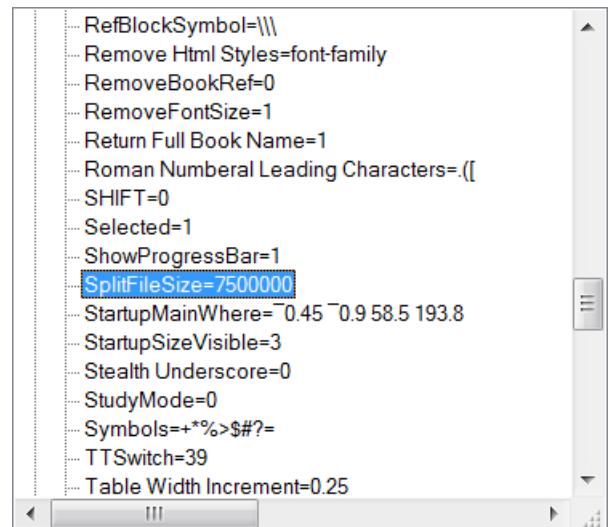 RefBlockSymbol=\\\
Remove Html Styles=font-family
RemoveBookRef=0
RemoveFontSize=1
Return Full Book Name=1
Roman Numberal Leading Characters=.([
SHIFT=0
Selected=1
ShowProgressBar=1
SplitFileSize=7500000
StartupMainWhere=¯0.45 ¯0.9 58.5 193.8
StartupSizeVisible=3
Stealth Underscore=0
StudyMode=0
Symbols=+*%>$#?=
TTSwitch=39
Table Width Increment=0.25